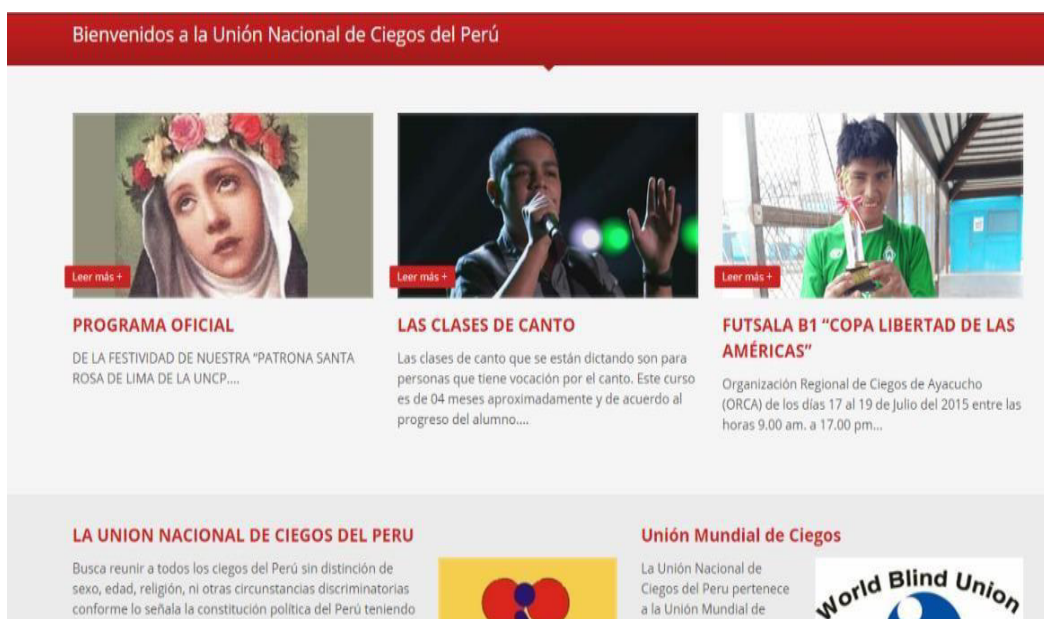 Bienvenidos a la Unión Nacional de Ciegos del Perú
Leer más +
PROGRAMA OFICIAL
DE LA FESTIVIDAD DE NUESTRA "PATRONA SANTA
ROSA DE LIMA DE LA UNCP....
Leer más +
LAS CLASES DE CANTO
Las clases de canto que se están dictando son para
personas que tiene vocación por el canto. Este curso
es de 04 meses aproximadamente y de acuerdo al
progreso del alumno....
Leer más +
FUTSALA B1 "COPA LIBERTAD DE LAS
AMÉRICAS"
Organización Regional de Ciegos de Ayacucho
(ORCA) de los días 17 al 19 de Julio del 2015 entre las
horas 9.00 am. a 17.00 pm...
LA UNION NACIONAL DE CIEGOS DEL PERU
Busca reunir a todos los ciegos del Perú sin distinción de
sexo, edad, religión, ni otras circunstancias discriminatorias
conforme lo señala la constitución política del Perú teniendo
Unión Mundial de Ciegos
La Unión Nacional de
Ciegos del Peru pertenece
a la Unión Mundial de
World Blind Union